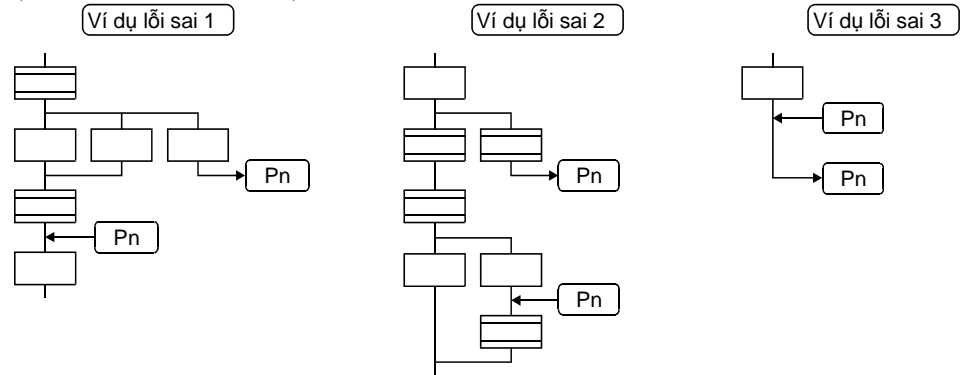 Ví dụ lỗi sai 1
Ví dụ lỗi sai 2
Ví dụ lỗi sai 3
Pn
Pn
Pn
Pn
Pn
Pn